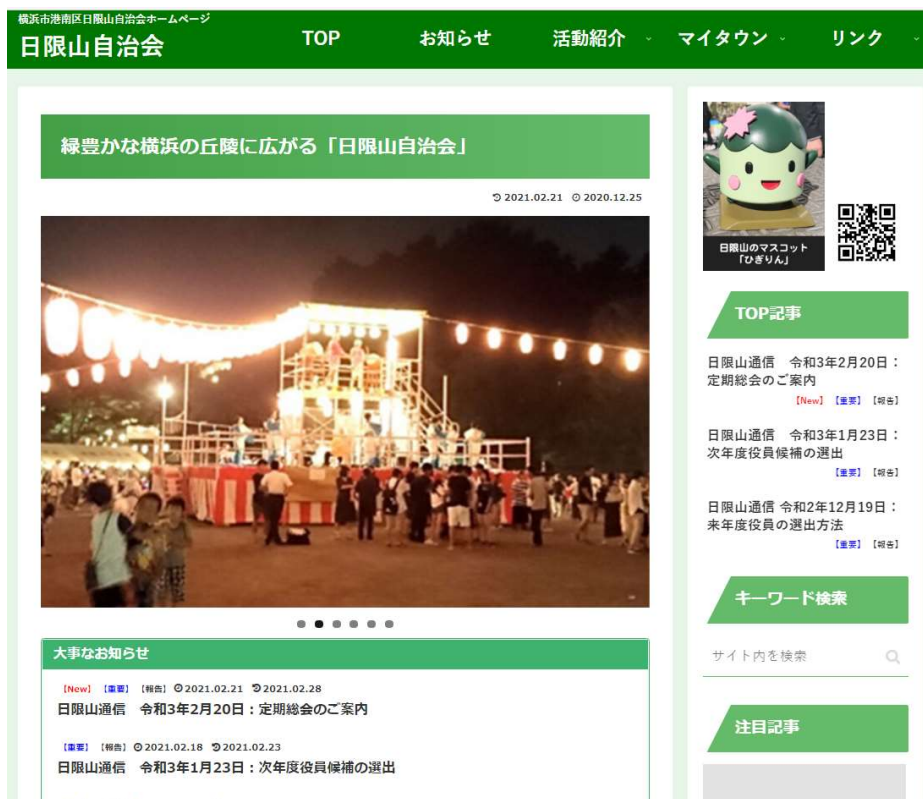 横浜市港南区日限山自治会ホームページ
日限山自治会
TOP
お知らせ
活動紹介
マイタウン
リンク
緑豊かな横浜の丘陵に広がる「日限山自治会」
2021.02.21 2020.12.25
大事なお知らせ
【New】 【重要】 【報告】 2021.02.21 2021.02.28
日限山通信 令和3年2月20日：定期総会のご案内
【重要】 【報告】 2021.02.18 2021.02.23
日限山通信 令和3年1月23日：次年度役員候補の選出
日限山のマスコット
「ひぎりん」
TOP記事
日限山通信 令和3年2月20日：
定期総会のご案内
【New】 【重要】 【報告】
日限山通信 令和3年1月23日：
次年度役員候補の選出
【重要】 【報告】
日限山通信 令和2年12月19日：
来年度役員の選出方法
【重要】 【報告】
キーワード検索
サイト内を検索
注目記事